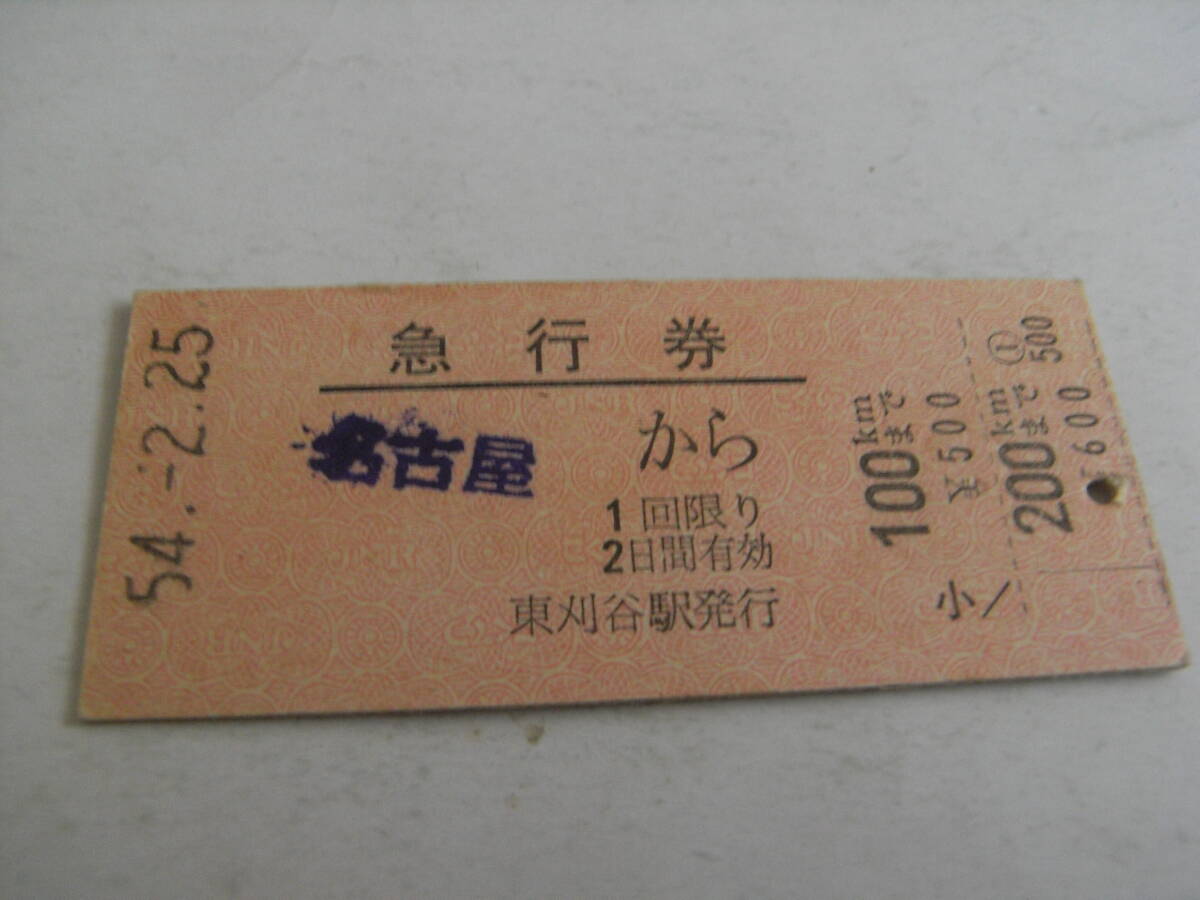 54.-2.25
急行券
名古屋 から
1回限り
2日間有効
東刈谷駅発行
100kmまで
¥500
200kmまで
¥600
小
500